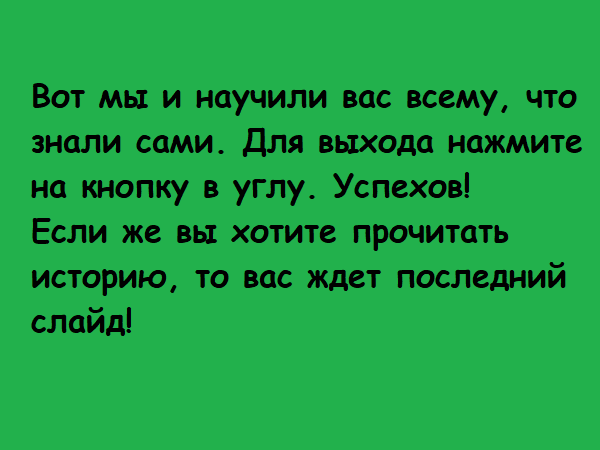 Вот мы и научили вас всему, что
знали сами. Для выхода нажмите
на кнопку в углу. Успехов!
Если же вы хотите прочитать
историю, то вас ждет последний
слайд!